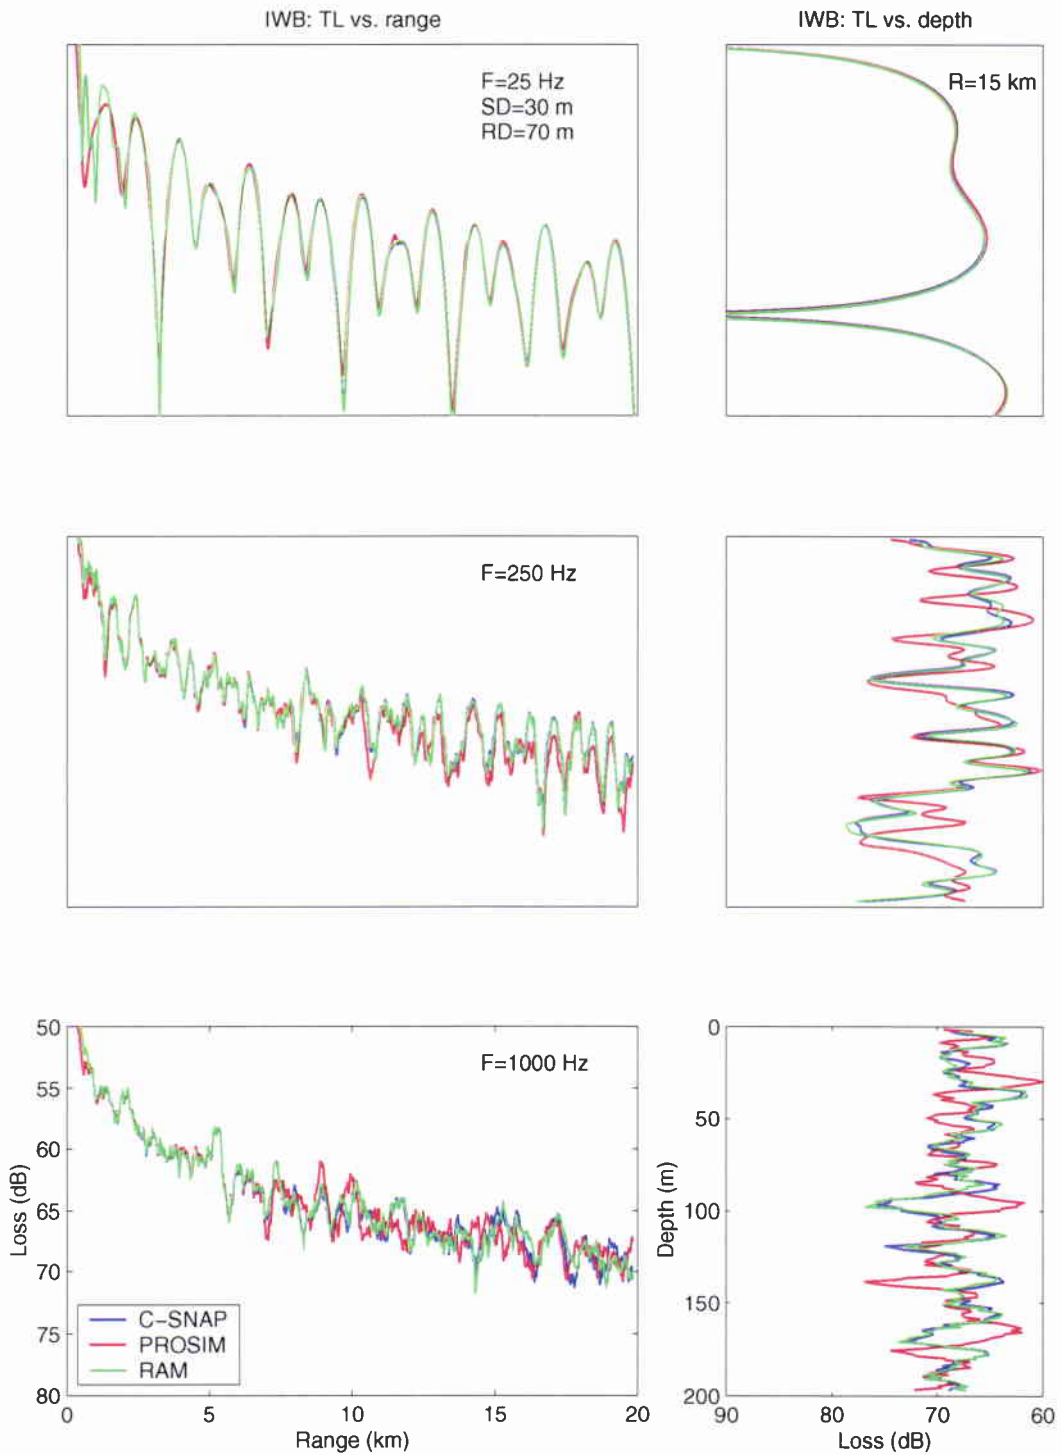 IWB: TL vs. range
IWB: TL vs. depth
F=25 Hz
SD=30 m
RD=70 m
R=15 km
F=250 Hz
F=1000 Hz
50
55
60
65
70
75
80
Loss (dB)
C-SNAP
PROSIM
RAM
0
5
10
15
20
Range (km)
0
50
100
150
200
Depth (m)
90
80
70
60
Loss (dB)